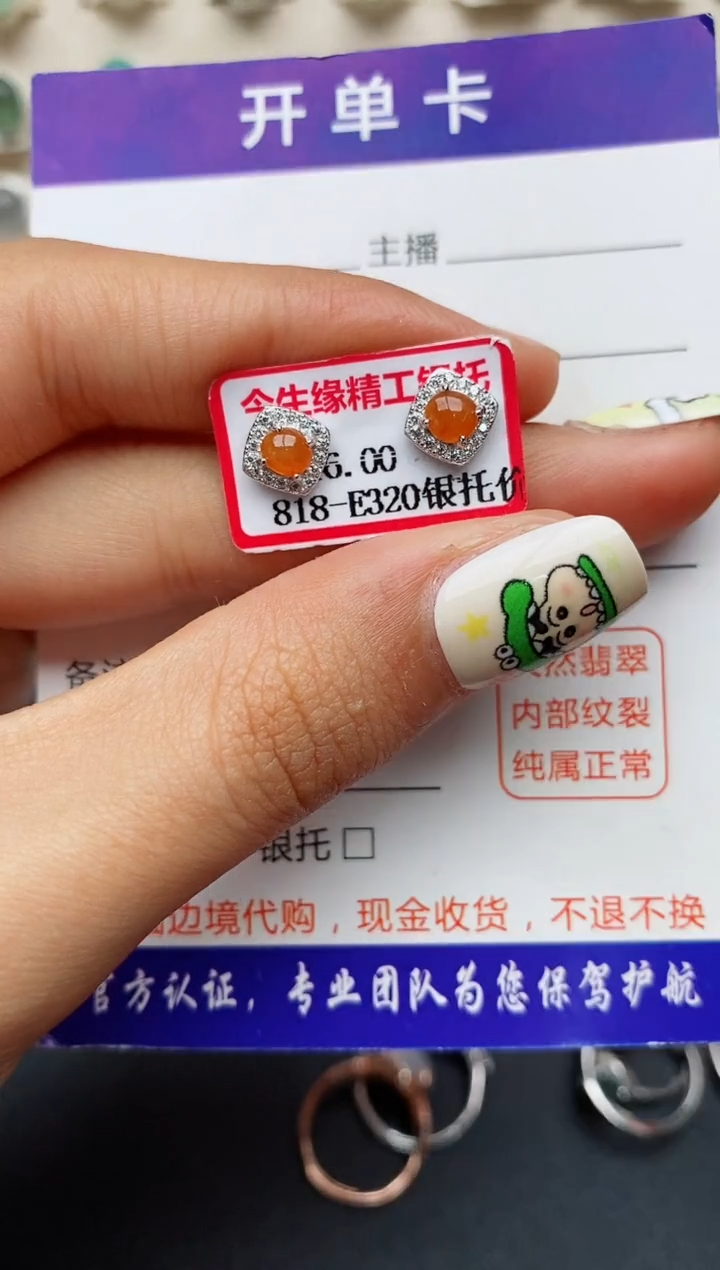 开单卡
主播
今生缘精工银托
6.00
818-E320银托价
备注
天然翡翠
内部纹裂
纯属正常
银托□
边境代购，现金收货，不退不换
官方认证，专业团队为您保驾护航